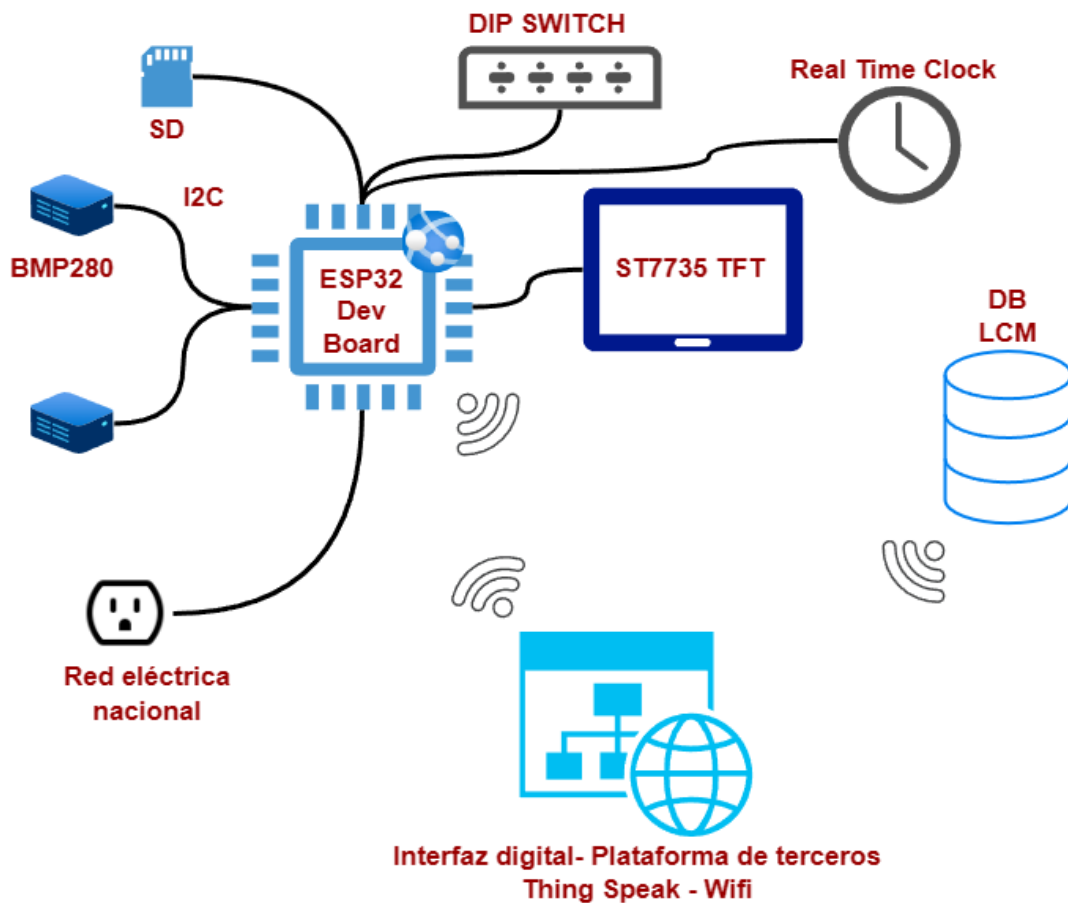 DIP SWITCH
Real Time Clock
SD
I2C
BMP280
ESP32
Dev
Board
ST7735 TFT
DB
LCM
Red eléctrica
nacional
Interfaz digital- Plataforma de terceros
Thing Speak - Wifi